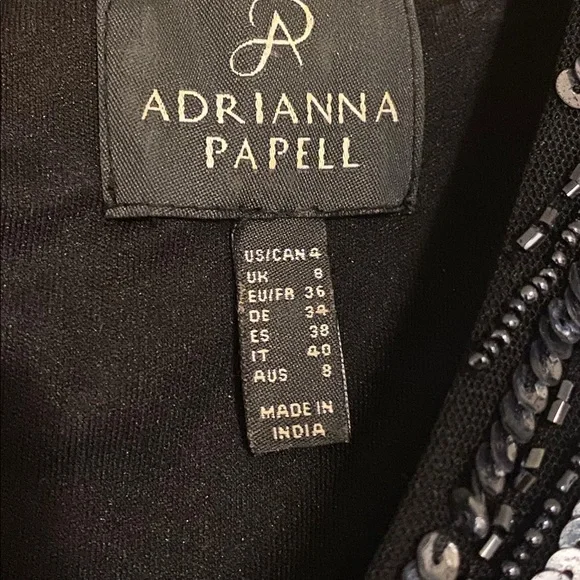 AP
ADRIANNA
PAPELL
US/CAN 4
UK 8
EU/FR 36
DE 34
ES 38
IT 40
AUS 8
MADE IN
INDIA